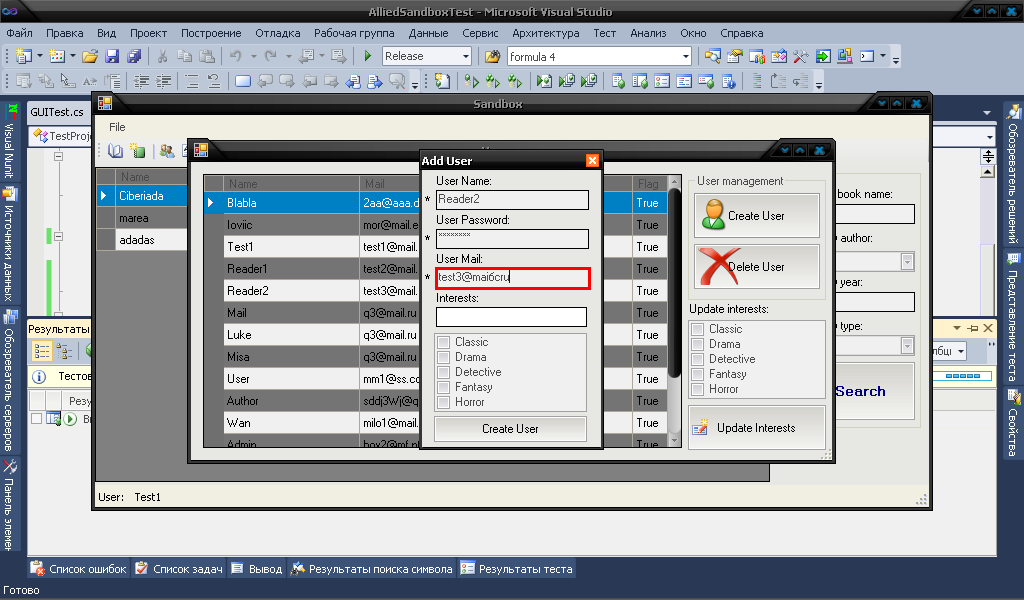 AlliedSandboxTest - Microsoft Visual Studio
Файл Правка Вид Проект Построение Отладка Рабочая группа Данные Сервис Архитектура Тест Анализ Окно Справка
Release formula 4
Sandbox
GUITest.cs
TestProj
File
Name
Ciberiada
marea
adadas
Name Mail Flag
Blabla 2aa@aaa.d True
Ioviic mor@mail.e True
Test1 test1@mail. True
Reader1 test2@mail. True
Reader2 test3@mail. True
Mail q3@mail.ru True
Luke q3@mail.ru True
Misa q3@mail.ru True
User mm1@ss.co True
Author sddj3Wj@q True
Wan milo1@mail. True
Admin box2@mf.nl True
Add User
User Name:
* Reader2
User Password:
* ********
User Mail:
* test3@mai6cru
Interests:
Classic
Drama
Detective
Fantasy
Horror
Create User
User management
Create User
Delete User
Update interests:
Classic
Drama
Detective
Fantasy
Horror
Update Interests
book name:
author:
year:
type:
Search
User: Test1
Visual Nunit
Источники данных
Обозреватель серверов
Панель элемен
Обозреватель решений
Представление теста
Свойства
Результаты
Тестов
Резу
лбцы
Список ошибок Список задач Вывод Результаты поиска символа Результаты теста
Готово